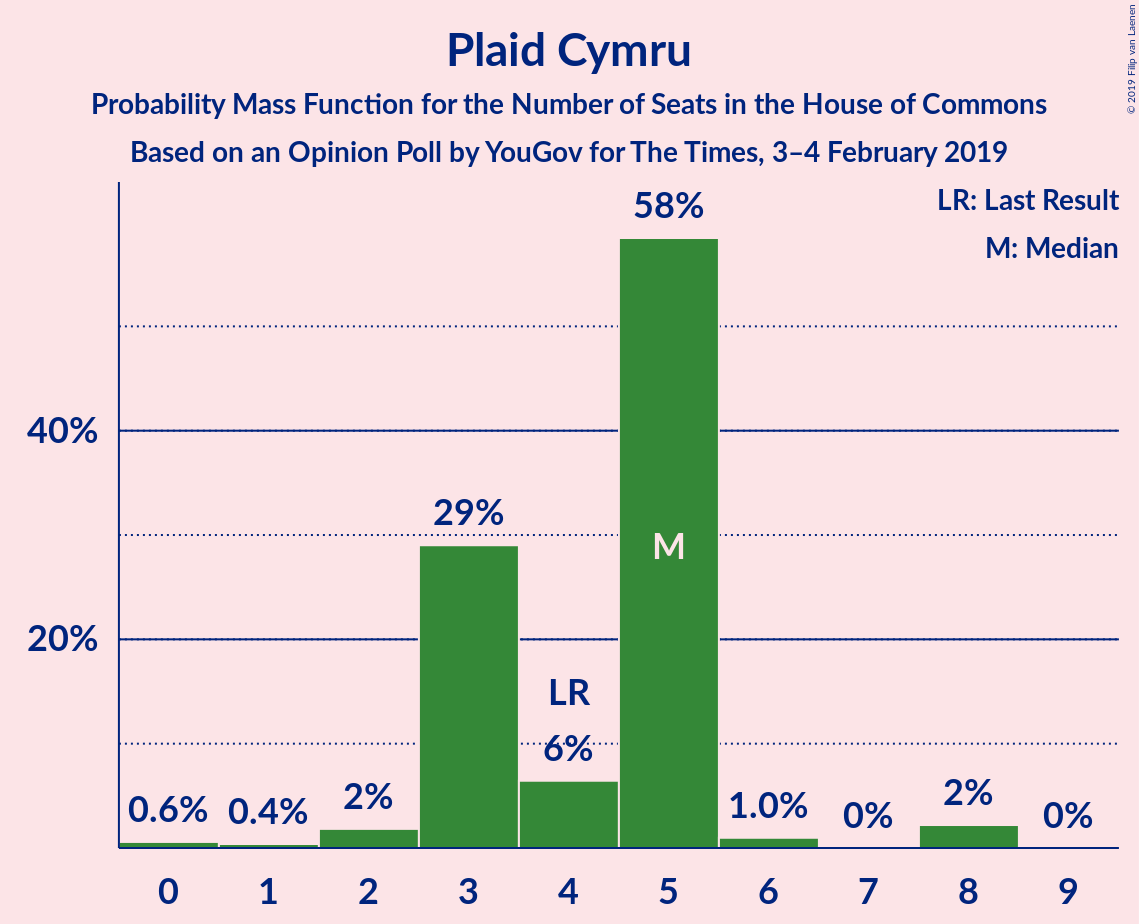 Plaid Cymru
Probability Mass Function for the Number of Seats in the House of Commons
Based on an Opinion Poll by YouGov for The Times, 3–4 February 2019
© 2019 Filip van Laenen
LR: Last Result
M: Median
58%
40%
29%
M
20%
LR
6%
0.6%
0.4%
2%
1.0%
0%
2%
0%
0 1 2 3 4 5 6 7 8 9